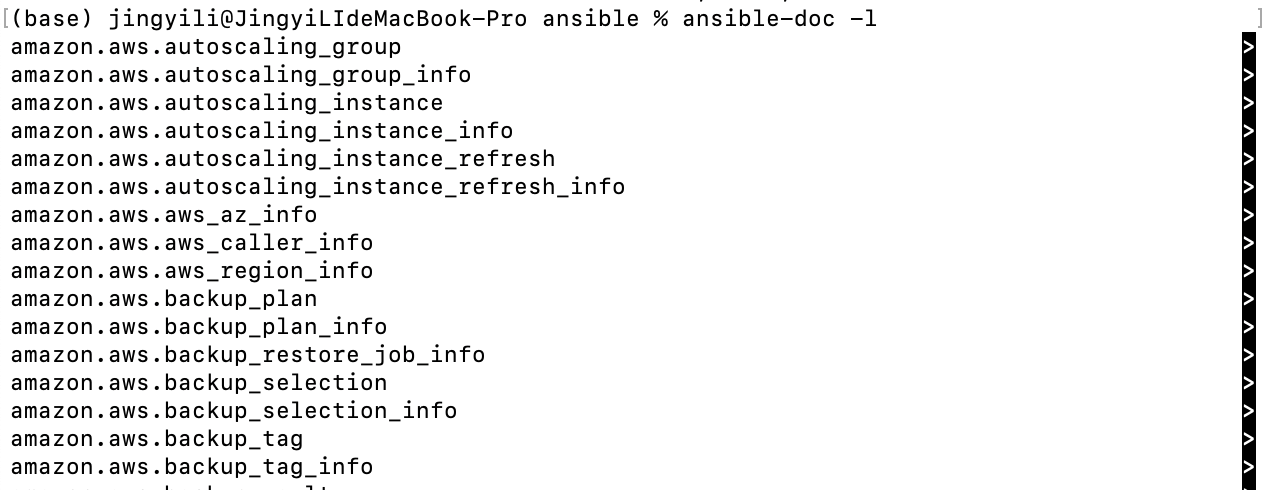 [(base) jingyili@JingyiLIdeMacBook-Pro ansible % ansible-doc -l ]
amazon.aws.autoscaling_group >
amazon.aws.autoscaling_group_info >
amazon.aws.autoscaling_instance >
amazon.aws.autoscaling_instance_info >
amazon.aws.autoscaling_instance_refresh >
amazon.aws.autoscaling_instance_refresh_info >
amazon.aws.aws_az_info >
amazon.aws.aws_caller_info >
amazon.aws.aws_region_info >
amazon.aws.backup_plan >
amazon.aws.backup_plan_info >
amazon.aws.backup_restore_job_info >
amazon.aws.backup_selection >
amazon.aws.backup_selection_info >
amazon.aws.backup_tag >
amazon.aws.backup_tag_info >